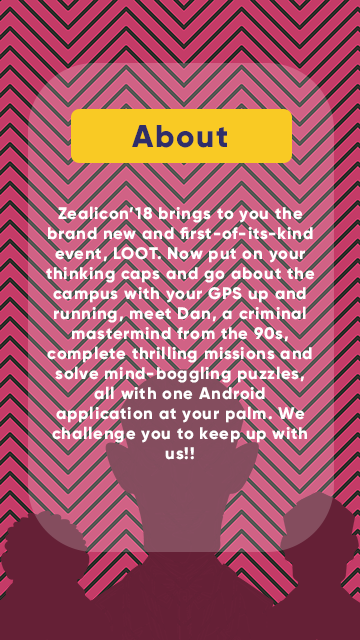 About
Zealicon'18 brings to you the
brand new and first-of-its-kind
event, LOOT. Now put on your
thinking caps and go about the
campus with your GPS up and
running, meet Dan, a criminal
mastermind from the 90s,
complete thrilling missions and
solve mind-boggling puzzles,
all with one Android
application at your palm. We
challenge you to keep up with
us!!